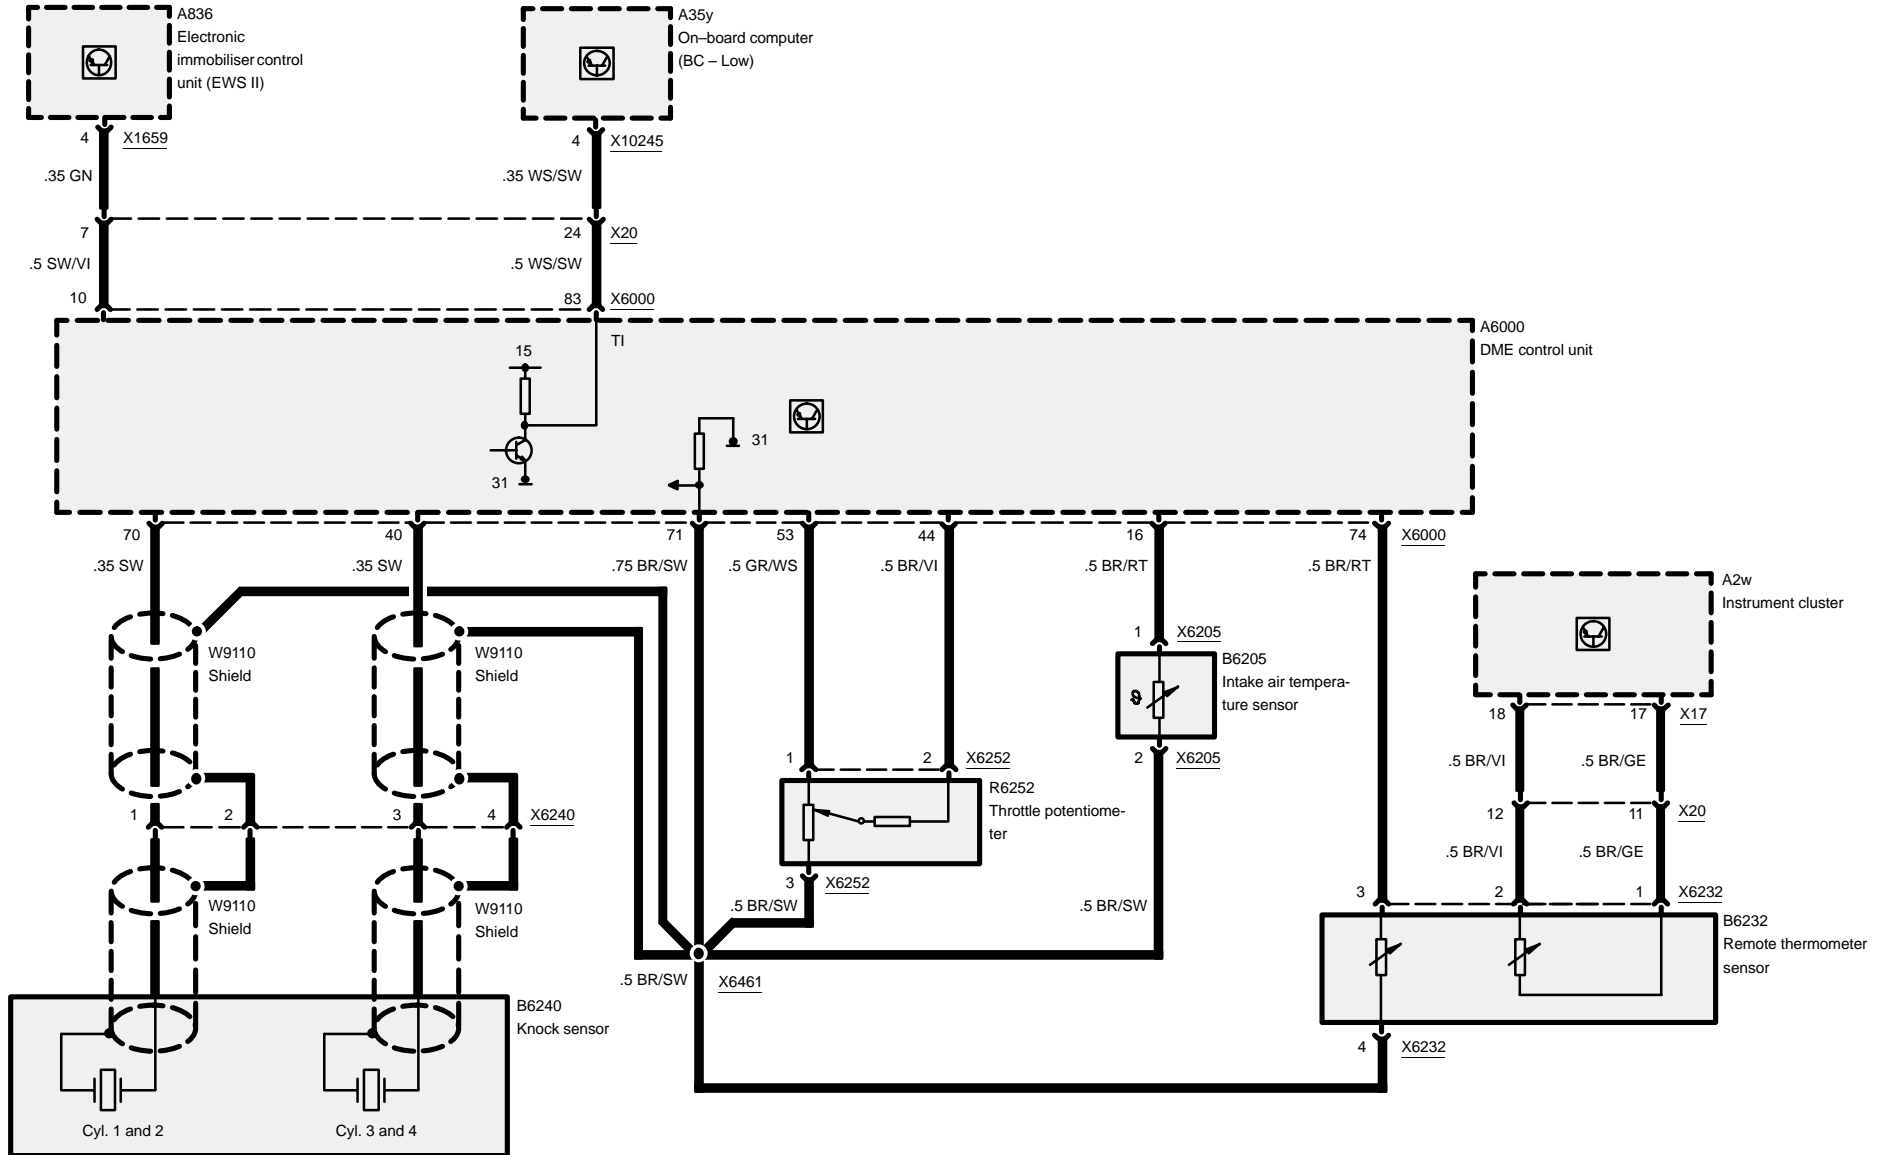 A836
Electronic
immobiliser control
unit (EWS II)
A35y
On–board computer
(BC – Low)
4 X1659
4 X10245
.35 GN
.35 WS/SW
7
24 X20
.5 SW/VI
.5 WS/SW
10
83 X6000
TI
A6000
DME control unit
15
31
31
70
40
71
53
44
16
74 X6000
.35 SW
.35 SW
.75 BR/SW
.5 GR/WS
.5 BR/VI
.5 BR/RT
.5 BR/RT
A2w
Instrument cluster
W9110
Shield
W9110
Shield
1 X6205
B6205
Intake air tempera-
ture sensor
ϑ
2 X6205
18
17 X17
.5 BR/VI
.5 BR/GE
1
2 X6252
R6252
Throttle potentiome-
ter
3 X6252
.5 BR/SW
1
2
3
4 X6240
12
11 X20
.5 BR/VI
.5 BR/GE
W9110
Shield
W9110
Shield
.5 BR/SW
3
2
1 X6232
B6232
Remote thermometer
sensor
.5 BR/SW
X6461
B6240
Knock sensor
4 X6232
Cyl. 1 and 2
Cyl. 3 and 4